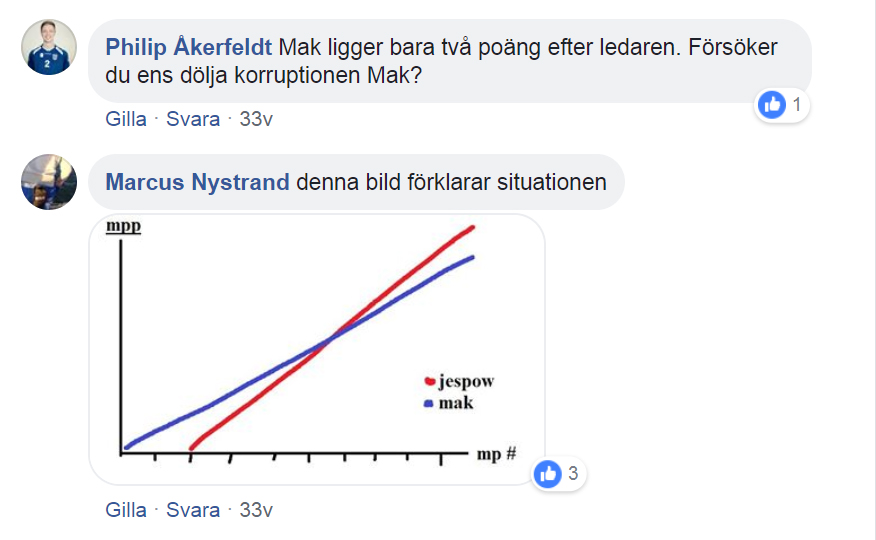 Philip Åkerfeldt Mak ligger bara två poäng efter ledaren. Försöker
du ens dölja korruptionen Mak?
1
Gilla · Svara · 33v
Marcus Nystrand denna bild förklarar situationen
mpp
jespow
mak
mp #
3
Gilla · Svara · 33v